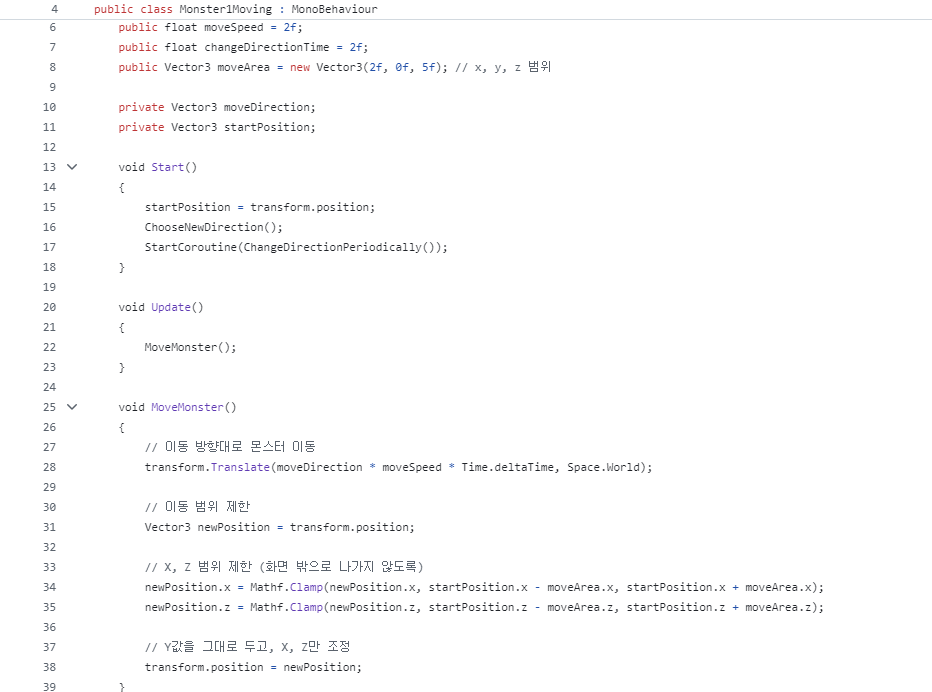 4 public class Monster1Moving : MonoBehaviour
6 public float moveSpeed = 2f;
7 public float changeDirectionTime = 2f;
8 public Vector3 moveArea = new Vector3(2f, 0f, 5f); // x, y, z 범위
9
10 private Vector3 moveDirection;
11 private Vector3 startPosition;
12
13 void Start()
14 {
15 startPosition = transform.position;
16 ChooseNewDirection();
17 StartCoroutine(ChangeDirectionPeriodically());
18 }
19
20 void Update()
21 {
22 MoveMonster();
23 }
24
25 void MoveMonster()
26 {
27 // 이동 방향대로 몬스터 이동
28 transform.Translate(moveDirection * moveSpeed * Time.deltaTime, Space.World);
29
30 // 이동 범위 제한
31 Vector3 newPosition = transform.position;
32
33 // X, Z 범위 제한 (화면 밖으로 나가지 않도록)
34 newPosition.x = Mathf.Clamp(newPosition.x, startPosition.x - moveArea.x, startPosition.x + moveArea.x);
35 newPosition.z = Mathf.Clamp(newPosition.z, startPosition.z - moveArea.z, startPosition.z + moveArea.z);
36
37 // Y값을 그대로 두고, X, Z만 조정
38 transform.position = newPosition;
39 }